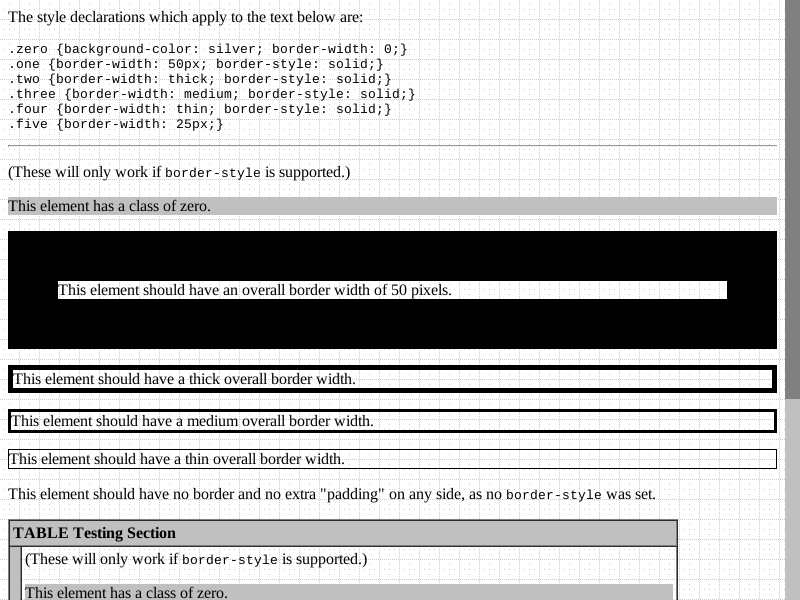 The style declarations which apply to the text below are:
.zero {background-color: silver; border-width: 0;}
.one {border-width: 50px; border-style: solid;}
.two {border-width: thick; border-style: solid;}
.three {border-width: medium; border-style: solid;}
.four {border-width: thin; border-style: solid;}
.five {border-width: 25px;}
(These will only work if border-style is supported.)
This element has a class of zero.
This element should have an overall border width of 50 pixels.
This element should have a thick overall border width.
This element should have a medium overall border width.
This element should have a thin overall border width.
This element should have no border and no extra "padding" on any side, as no border-style was set.
TABLE Testing Section
(These will only work if border-style is supported.)
This element has a class of zero.